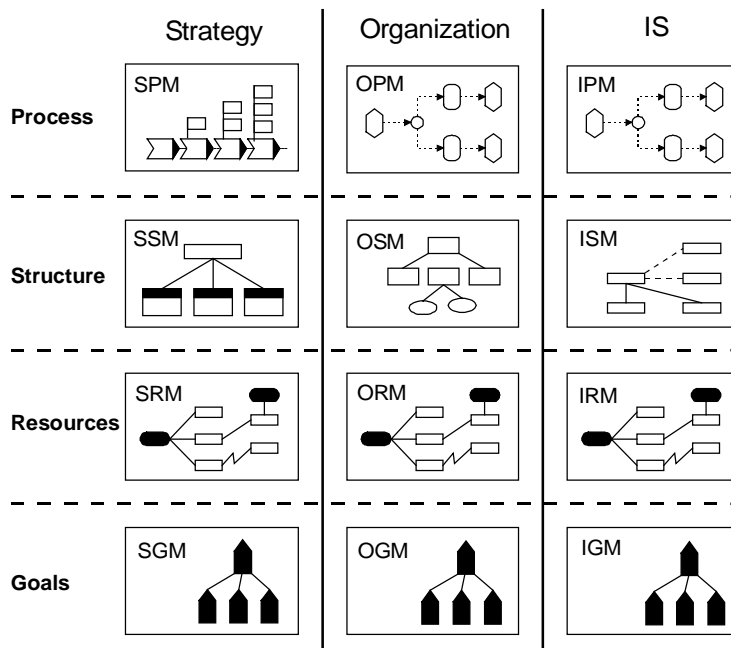 Strategy Organization IS
SPM OPM IPM
Process
SSM OSM ISM
Structure
SRM ORM IRM
Resources
SGM OGM IGM
Goals